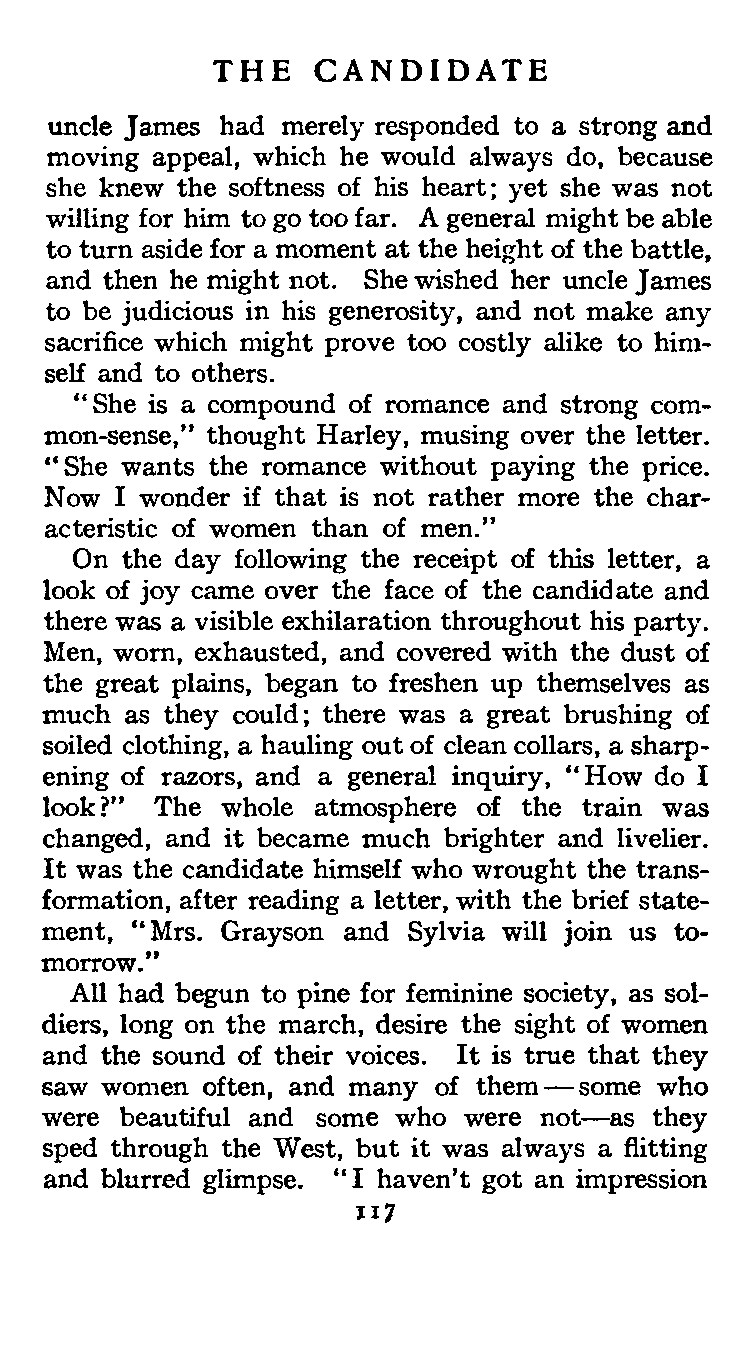 THE CANDIDATE
uncle James had merely responded to a strong and
moving appeal, which he would always do, because
she knew the softness of his heart; yet she was not
willing for him to go too far. A general might be able
to turn aside for a moment at the height of the battle,
and then he might not. She wished her uncle James
to be judicious in his generosity, and not make any
sacrifice which might prove too costly alike to him-
self and to others.
"She is a compound of romance and strong com-
mon-sense," thought Harley, musing over the letter.
"She wants the romance without paying the price.
Now I wonder if that is not rather more the char-
acteristic of women than of men."
On the day following the receipt of this letter, a
look of joy came over the face of the candidate and
there was a visible exhilaration throughout his party.
Men, worn, exhausted, and covered with the dust of
the great plains, began to freshen up themselves as
much as they could; there was a great brushing of
soiled clothing, a hauling out of clean collars, a sharp-
ening of razors, and a general inquiry, "How do I
look?" The whole atmosphere of the train was
changed, and it became much brighter and livelier.
It was the candidate himself who wrought the trans-
formation, after reading a letter, with the brief state-
ment, "Mrs. Grayson and Sylvia will join us to-
morrow."
All had begun to pine for feminine society, as sol-
diers, long on the march, desire the sight of women
and the sound of their voices. It is true that they
saw women often, and many of them—some who
were beautiful and some who were not—as they
sped through the West, but it was always a flitting
and blurred glimpse. "I haven't got an impression
117